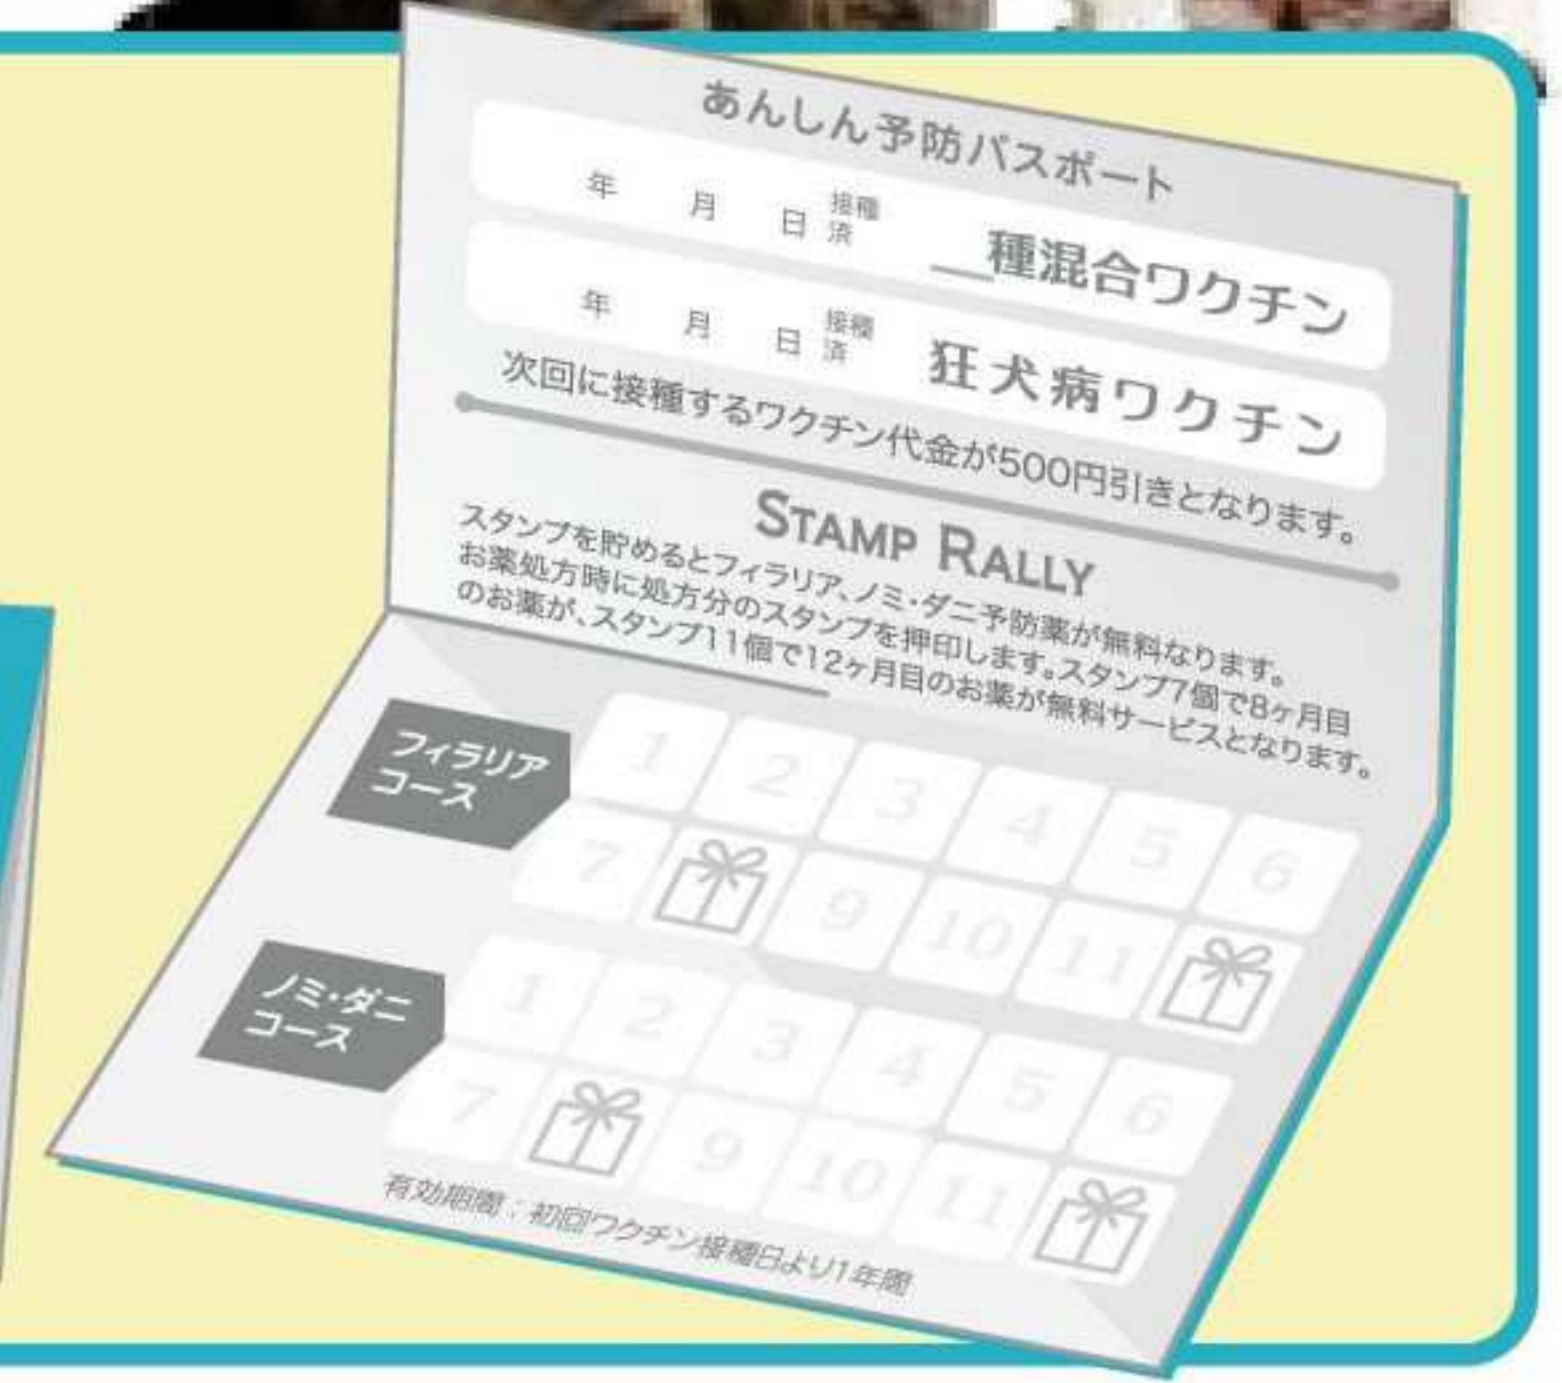 あんしん予防パスポート
年 月 日 接種済 __種混合ワクチン
年 月 日 接種済 狂犬病ワクチン
次回に接種するワクチン代金が500円引きとなります。
STAMP RALLY
スタンプを貯めるとフィラリア、ノミ・ダニ予防薬が無料なります。
お薬処方時に処方分のスタンプを押印します。スタンプ7個で8ヶ月目
のお薬が、スタンプ11個で12ヶ月目のお薬が無料サービスとなります。
フィラリア
コース
1 2 3 4 5 6
7 9 10 11
ノミ・ダニ
コース
1 2 3 4 5 6
7 9 10 11
有効期間：初回ワクチン接種日より1年間